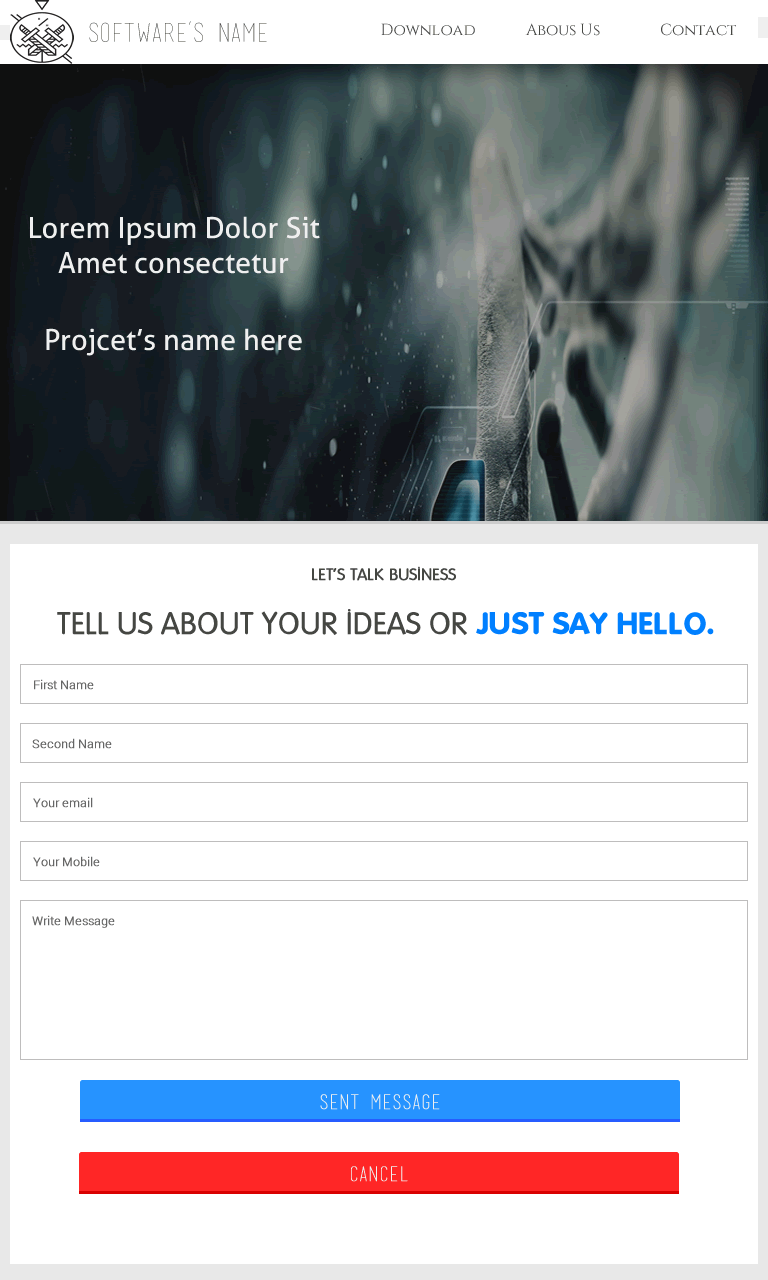 SOFTWARE'S NAME
Download
Abous Us
Contact
Lorem Ipsum Dolor Sit
Amet consectetur
Projcet's name here
LET'S TALK BUSİNESS
TELL US ABOUT YOUR İDEAS OR JUST SAY HELLO.
First Name
Second Name
Your email
Your Mobile
Write Message
SENT MESSAGE
CANCEL